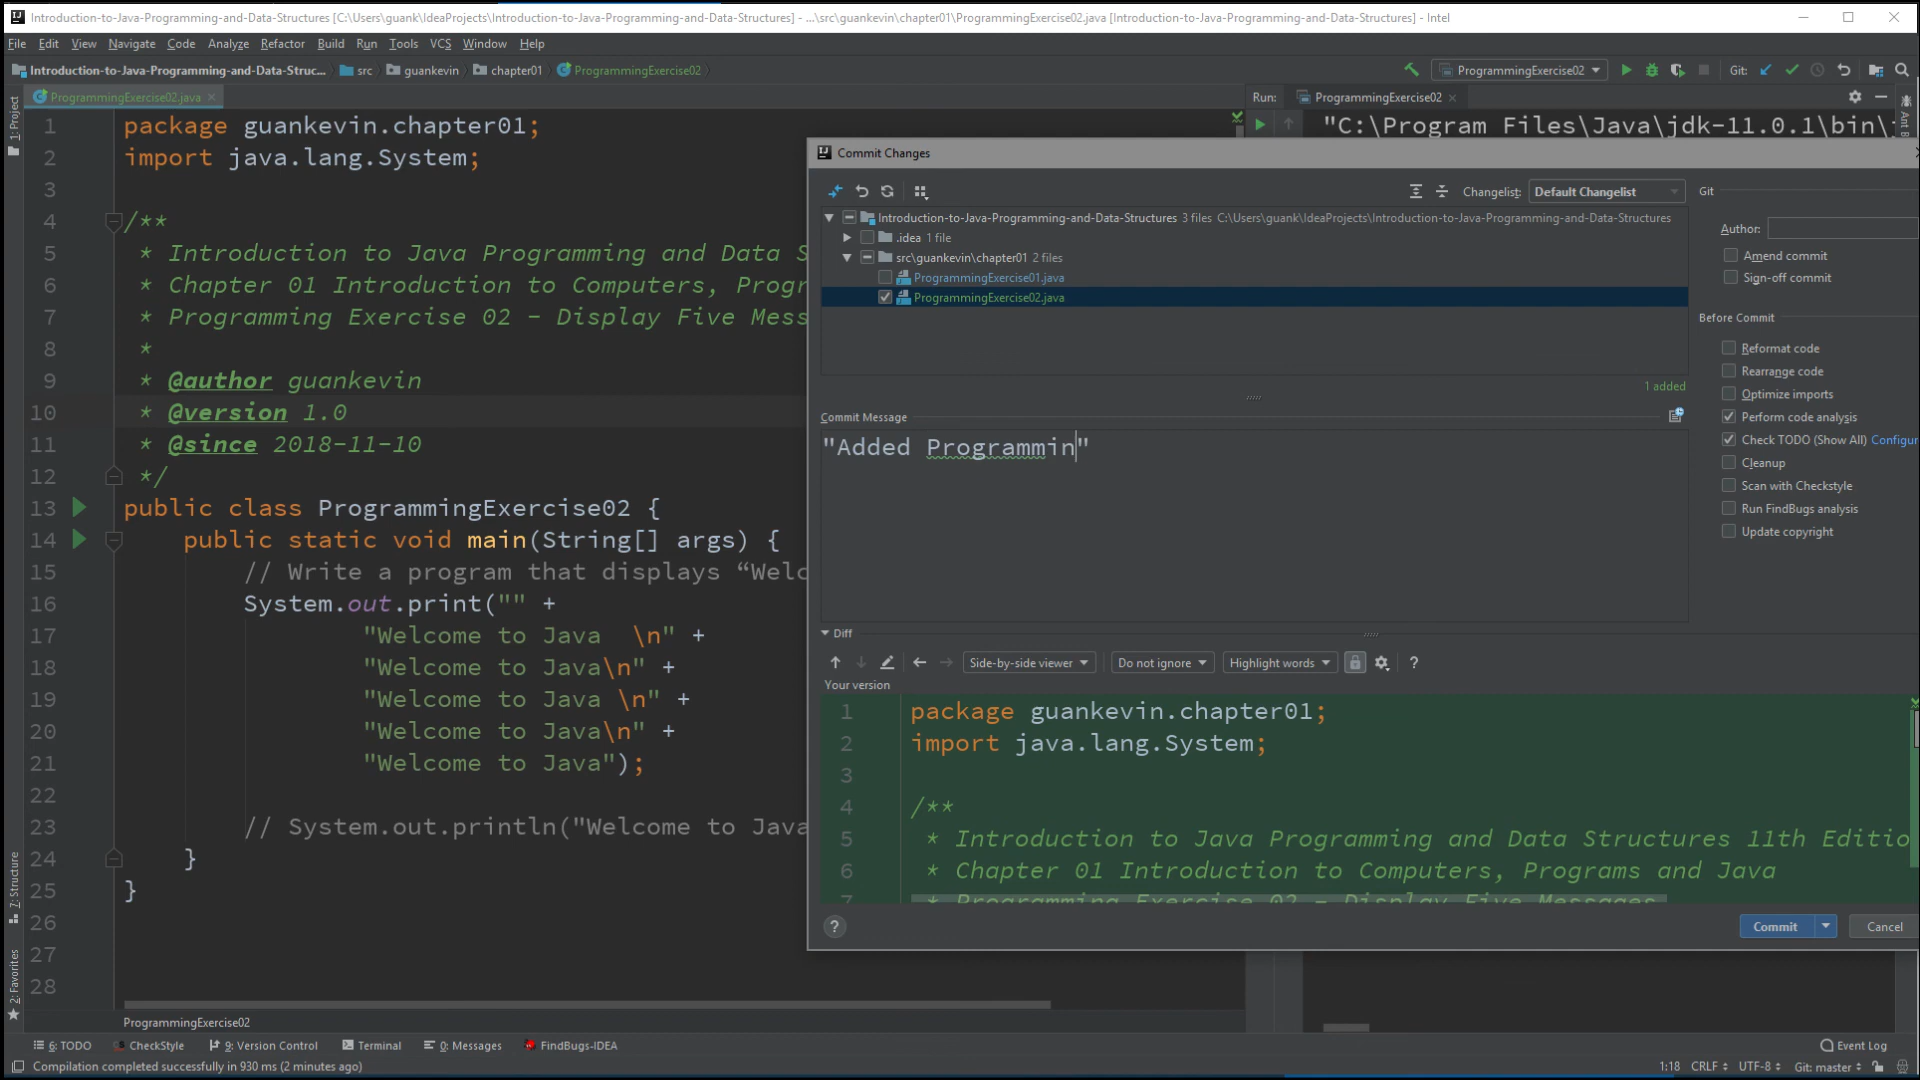 Introduction-to-Java-Programming-and-Data-Structures [C:\Users\guank\IdeaProjects\Introduction-to-Java-Programming-and-Data-Structures] - ...\src\guankevin\chapter01\ProgrammingExercise02.java [Introduction-to-Java-Programming-and-Data-Structures] - Intel
File Edit View Navigate Code Analyze Refactor Build Run Tools VCS Window Help
Introduction-to-Java-Programming-and-Data-Struc... src guankevin chapter01 ProgrammingExercise02 ProgrammingExercise02 Git:
ProgrammingExercise02.java
Run: ProgrammingExercise02
"C:\Program Files\Java\jdk-11.0.1\bin\
1: Project
7: Structure
2: Favorites
Ant B
1 package guankevin.chapter01;
2 import java.lang.System;
3
4 /**
5 * Introduction to Java Programming and Data S
6 * Chapter 01 Introduction to Computers, Prog
7 * Programming Exercise 02 - Display Five Mess
8 *
9 * @author guankevin
10 * @version 1.0
11 * @since 2018-11-10
12 */
13 public class ProgrammingExercise02 {
14 public static void main(String[] args) {
15 // Write a program that displays “Welc
16 System.out.print("" +
17 "Welcome to Java  \n" +
18 "Welcome to Java\n" +
19 "Welcome to Java \n" +
20 "Welcome to Java\n" +
21 "Welcome to Java");
22
23 // System.out.println("Welcome to Java
24 }
25 }
26
27
28
ProgrammingExercise02
Commit Changes
Changelist: Default Changelist
Introduction-to-Java-Programming-and-Data-Structures 3 files C:\Users\guank\IdeaProjects\Introduction-to-Java-Programming-and-Data-Structures
.idea 1 file
src\guankevin\chapter01 2 files
ProgrammingExercise01.java
ProgrammingExercise02.java
1 added
Commit Message
"Added Programmin"
Git
Author:
Amend commit
Sign-off commit
Before Commit
Reformat code
Rearrange code
Optimize imports
Perform code analysis
Check TODO (Show All) Configur
Cleanup
Scan with Checkstyle
Run FindBugs analysis
Update copyright
Diff
Side-by-side viewer Do not ignore Highlight words ?
Your version
1 package guankevin.chapter01;
2 import java.lang.System;
3
4 /**
5 * Introduction to Java Programming and Data Structures 11th Editio
6 * Chapter 01 Introduction to Computers, Programs and Java
7 * Programming Exercise 02 - Display Five Messages
? Commit Cancel
6: TODO CheckStyle 9: Version Control Terminal 0: Messages FindBugs-IDEA Event Log
Compilation completed successfully in 930 ms (2 minutes ago) 1:18 CRLF UTF-8 Git: master